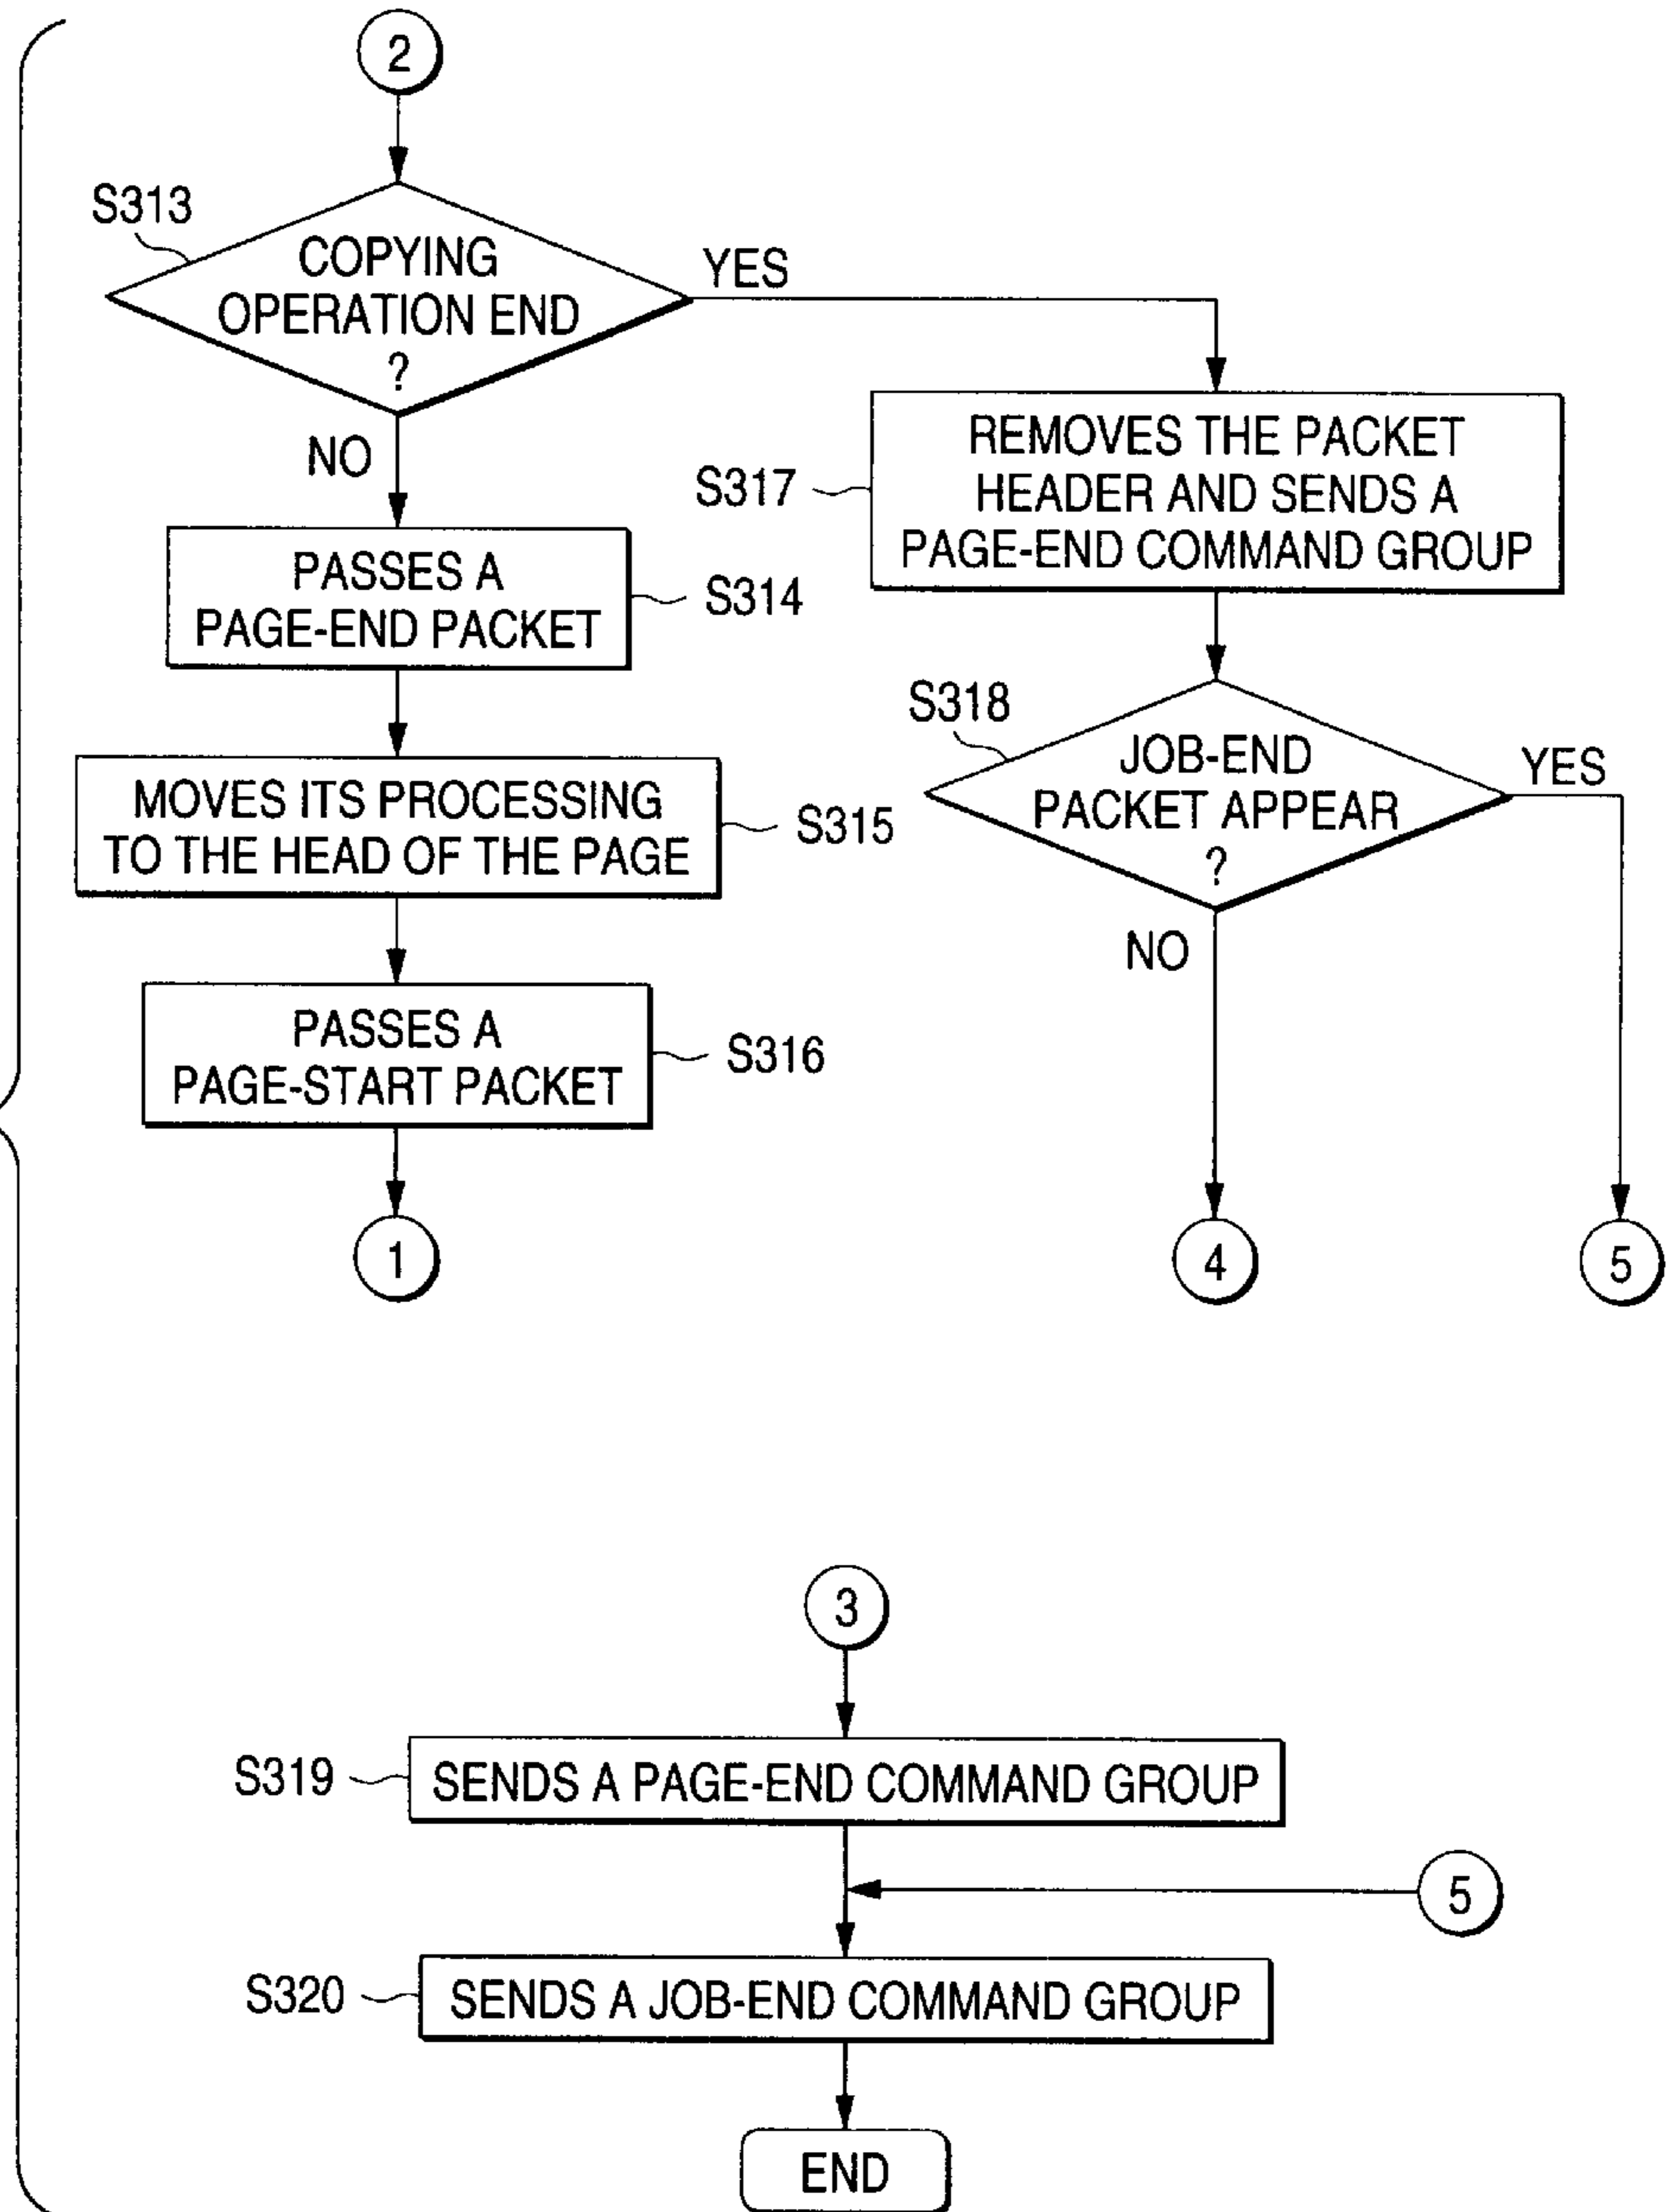 2
S313
COPYING
OPERATION END
?
YES
NO
S314
PASSES A
PAGE-END PACKET
S315
MOVES ITS PROCESSING
TO THE HEAD OF THE PAGE
S316
PASSES A
PAGE-START PACKET
1
S317
REMOVES THE PACKET
HEADER AND SENDS A
PAGE-END COMMAND GROUP
S318
JOB-END
PACKET APPEAR
?
YES
NO
4
5
3
S319
SENDS A PAGE-END COMMAND GROUP
5
S320
SENDS A JOB-END COMMAND GROUP
END